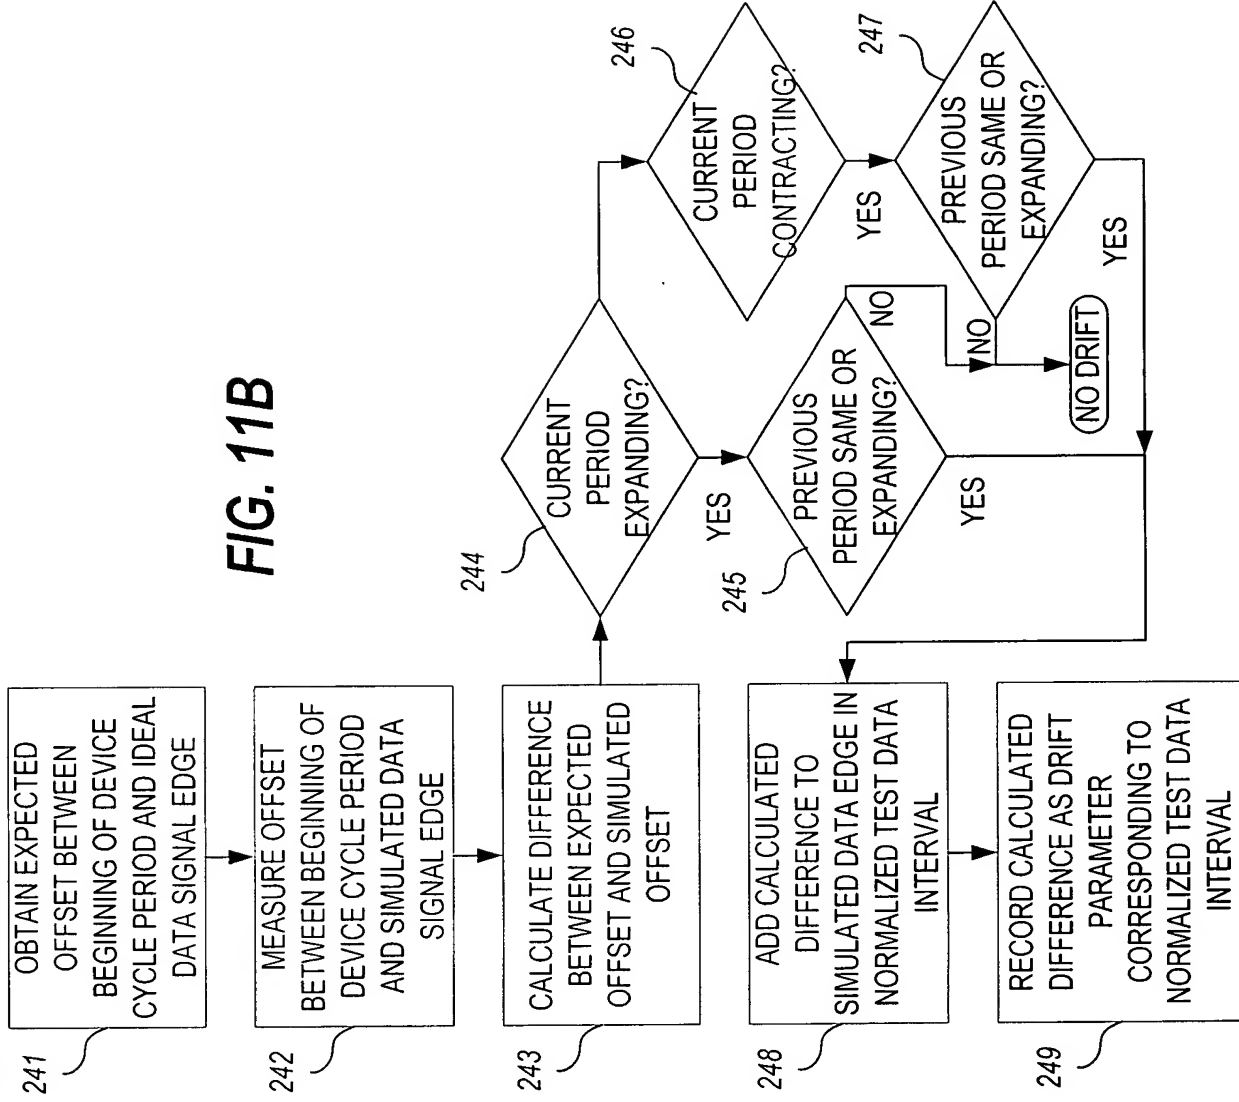 FIG. 11B
241
OBTAIN EXPECTED
OFFSET BETWEEN
BEGINNING OF DEVICE
CYCLE PERIOD AND IDEAL
DATA SIGNAL EDGE
242
MEASURE OFFSET
BETWEEN BEGINNING OF
DEVICE CYCLE PERIOD
AND SIMULATED DATA
SIGNAL EDGE
243
CALCULATE DIFFERENCE
BETWEEN EXPECTED
OFFSET AND SIMULATED
OFFSET
244
CURRENT
PERIOD
EXPANDING?
YES
245
PREVIOUS
PERIOD SAME OR
EXPANDING?
NO
YES
246
CURRENT
PERIOD
CONTRACTING?
YES
247
PREVIOUS
PERIOD SAME OR
EXPANDING?
NO
YES
NO DRIFT
248
ADD CALCULATED
DIFFERENCE TO
SIMULATED DATA EDGE IN
NORMALIZED TEST DATA
INTERVAL
249
RECORD CALCULATED
DIFFERENCE AS DRIFT
PARAMETER
CORRESPONDING TO
NORMALIZED TEST DATA
INTERVAL